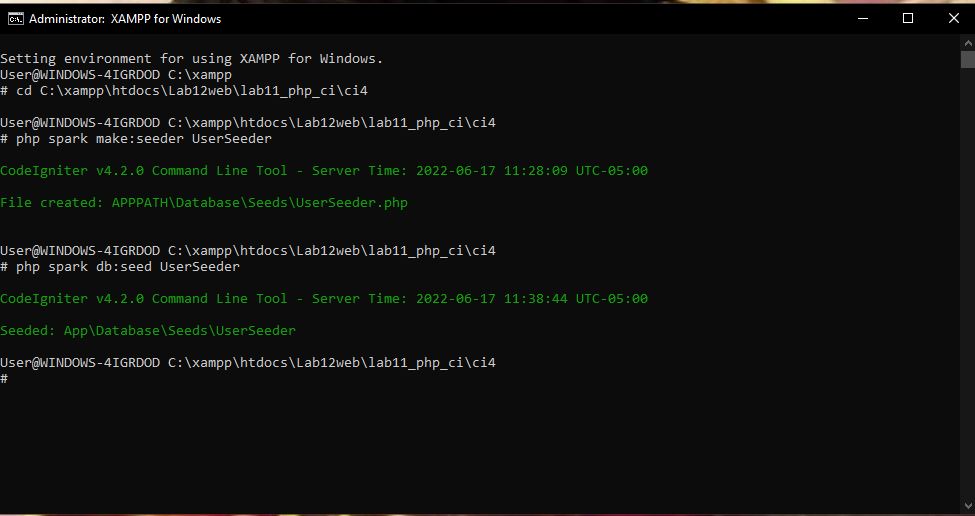 Administrator: XAMPP for Windows
Setting environment for using XAMPP for Windows.
User@WINDOWS-4IGRDOD C:\xampp
# cd C:\xampp\htdocs\Lab12web\lab11_php_ci\ci4
User@WINDOWS-4IGRDOD C:\xampp\htdocs\Lab12web\lab11_php_ci\ci4
# php spark make:seeder UserSeeder
CodeIgniter v4.2.0 Command Line Tool - Server Time: 2022-06-17 11:28:09 UTC-05:00
File created: APPPATH\Database\Seeds\UserSeeder.php
User@WINDOWS-4IGRDOD C:\xampp\htdocs\Lab12web\lab11_php_ci\ci4
# php spark db:seed UserSeeder
CodeIgniter v4.2.0 Command Line Tool - Server Time: 2022-06-17 11:38:44 UTC-05:00
Seeded: App\Database\Seeds\UserSeeder
User@WINDOWS-4IGRDOD C:\xampp\htdocs\Lab12web\lab11_php_ci\ci4
#